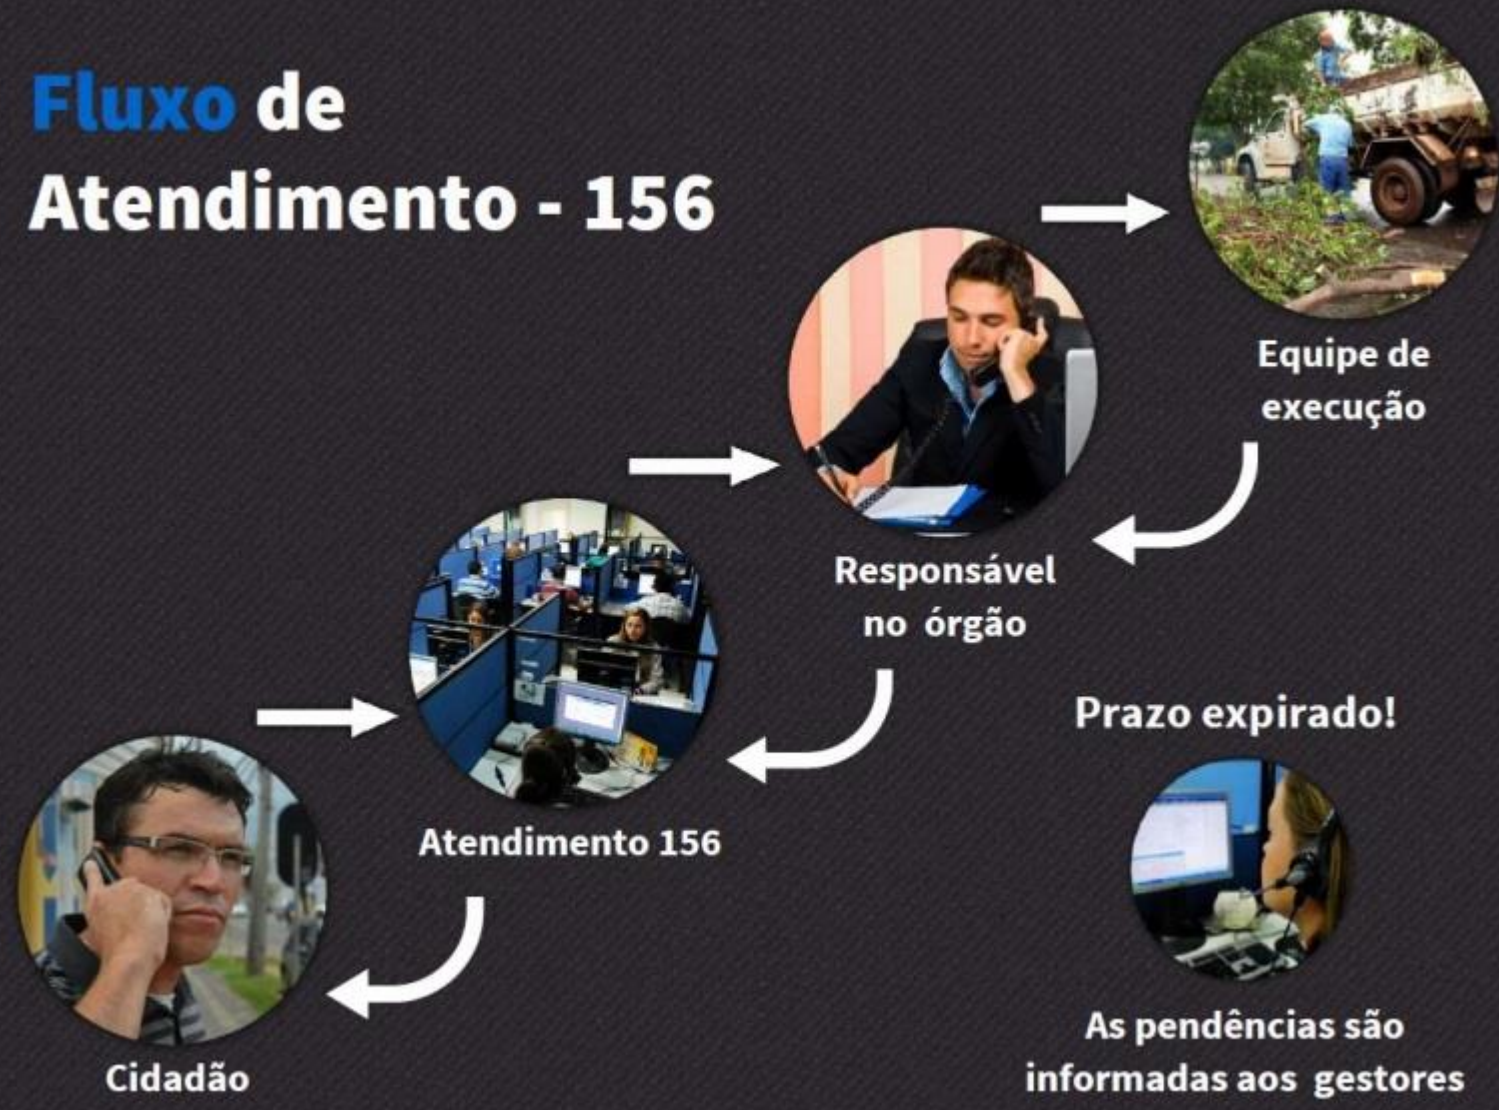 Fluxo de
Atendimento - 156
Equipe de
execução
Responsável
no órgão
Prazo expirado!
Atendimento 156
As pendências são
informadas aos gestores
Cidadão